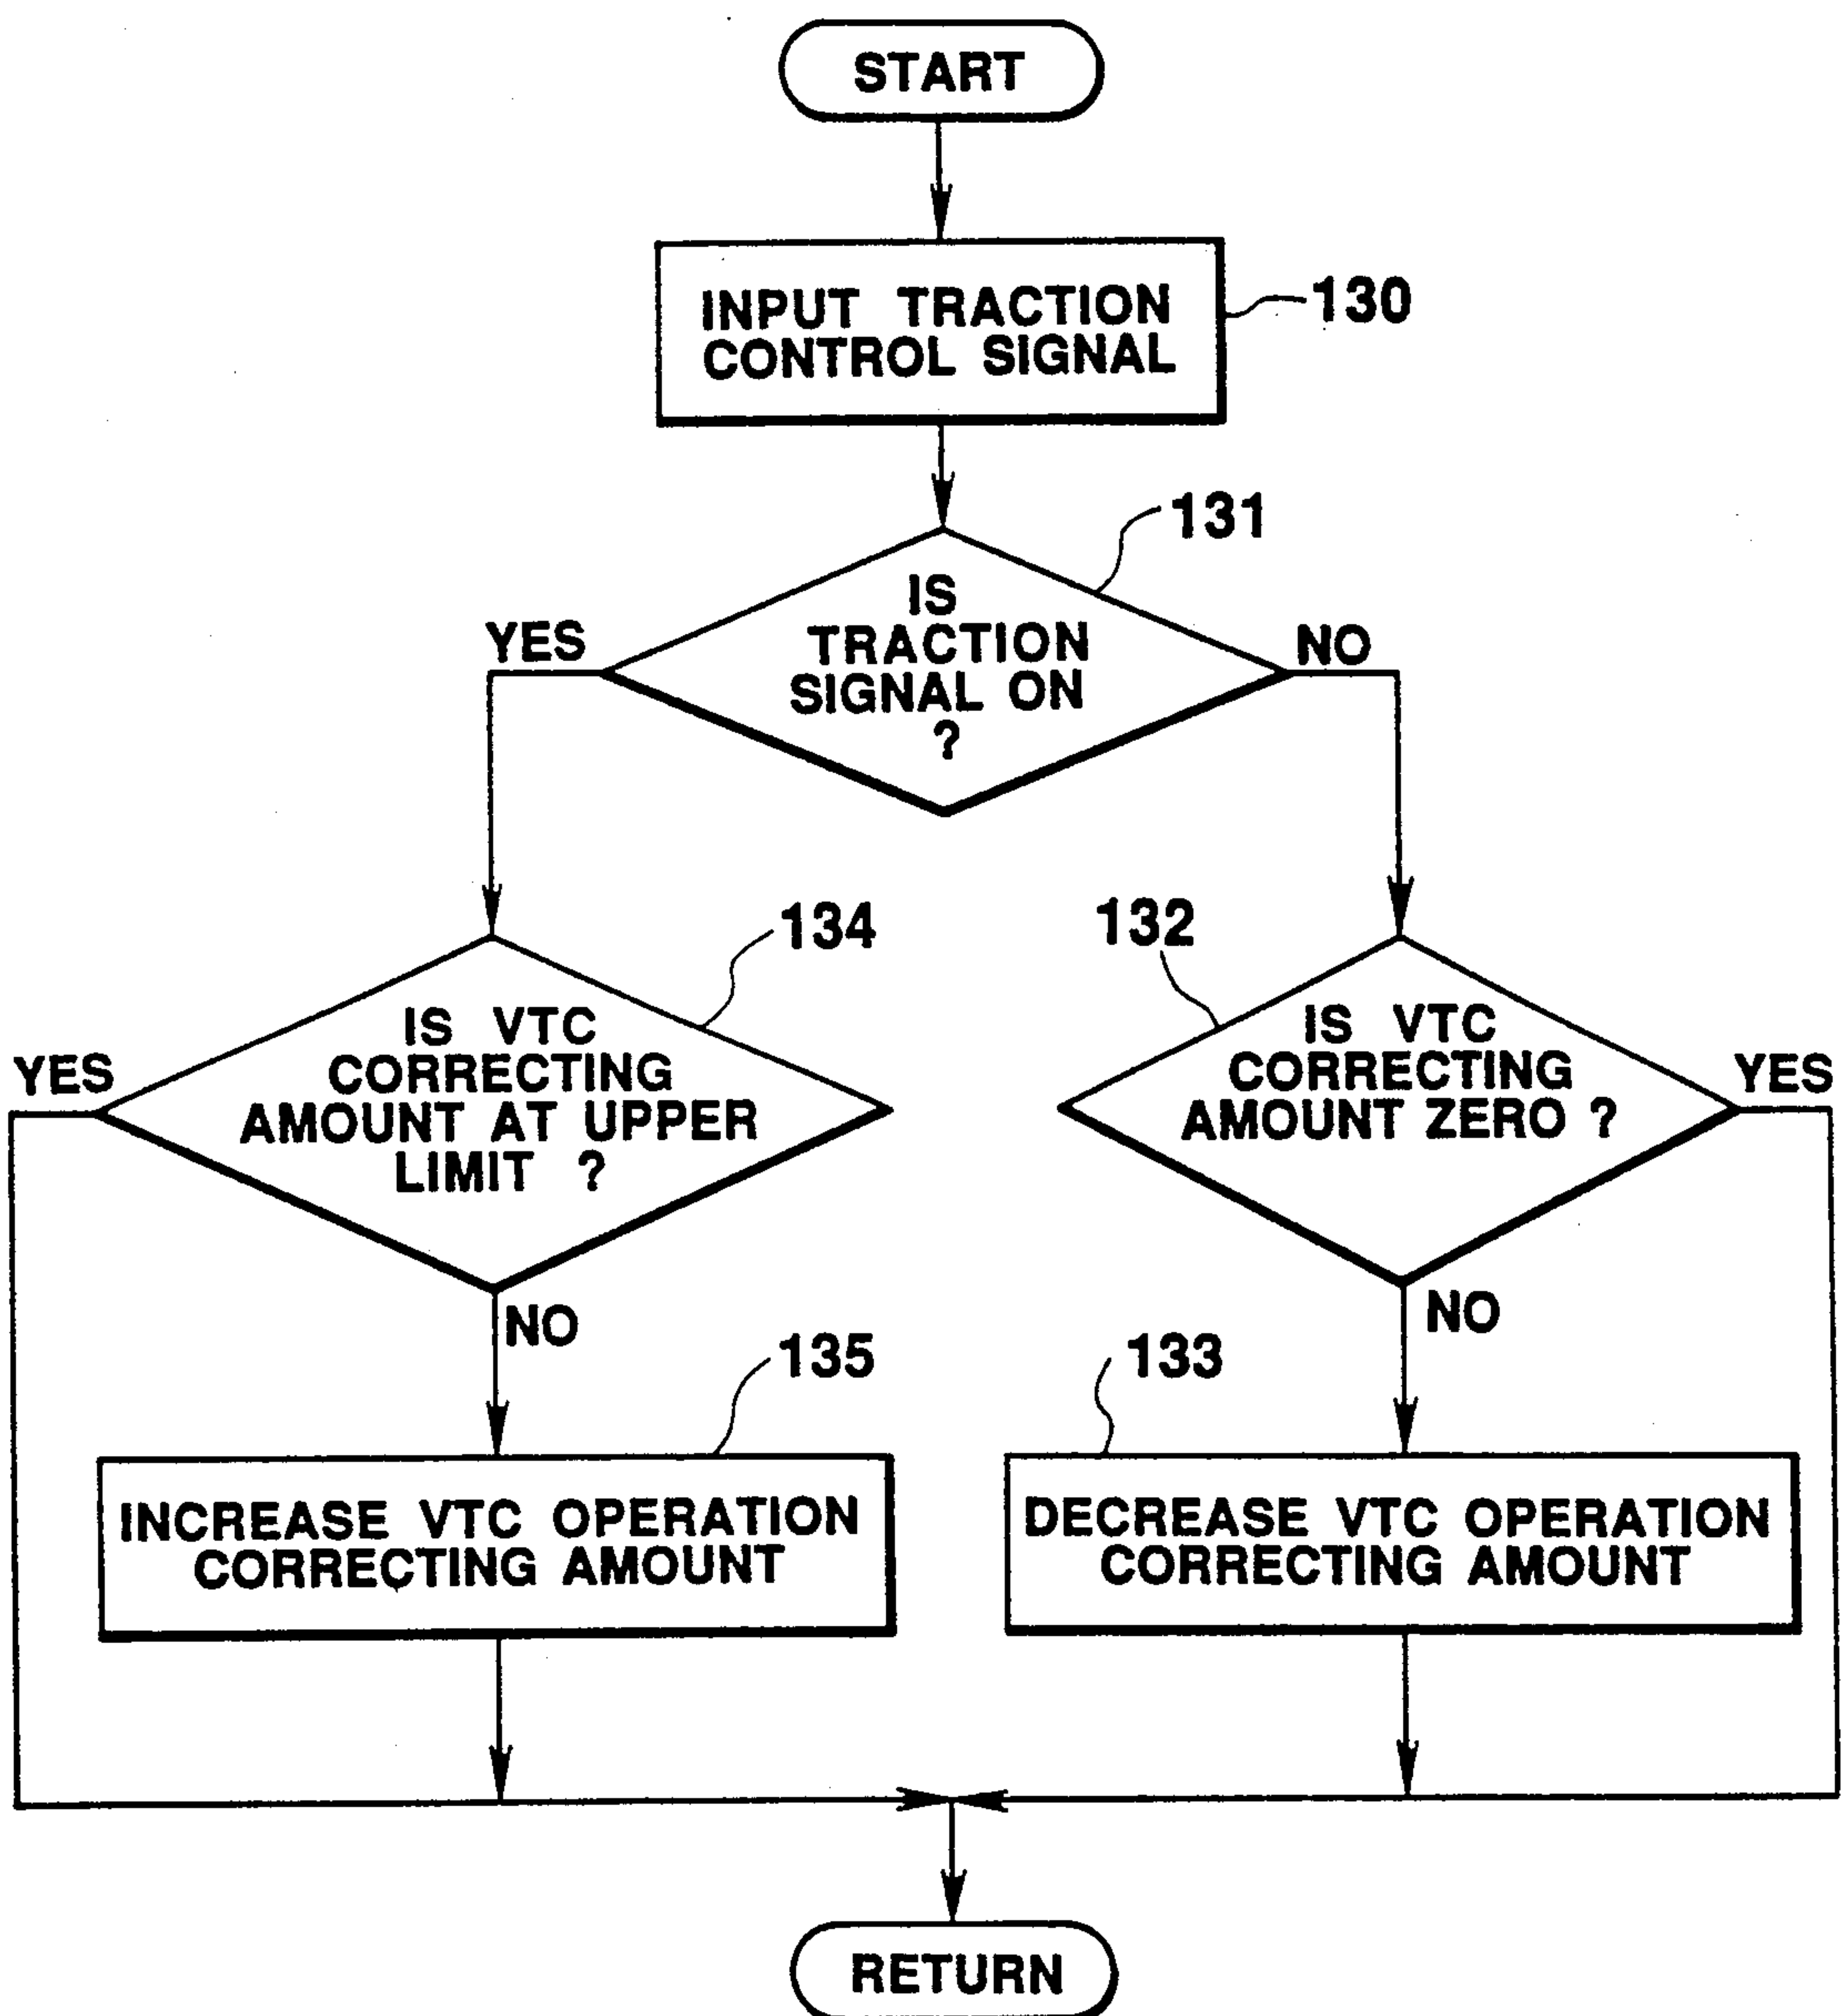 START
INPUT TRACTION
CONTROL SIGNAL
130
131
IS
TRACTION
SIGNAL ON
?
YES
NO
134
132
IS VTC
CORRECTING
AMOUNT AT UPPER
LIMIT ?
YES
NO
IS VTC
CORRECTING
AMOUNT ZERO ?
YES
NO
135
133
INCREASE VTC OPERATION
CORRECTING AMOUNT
DECREASE VTC OPERATION
CORRECTING AMOUNT
RETURN